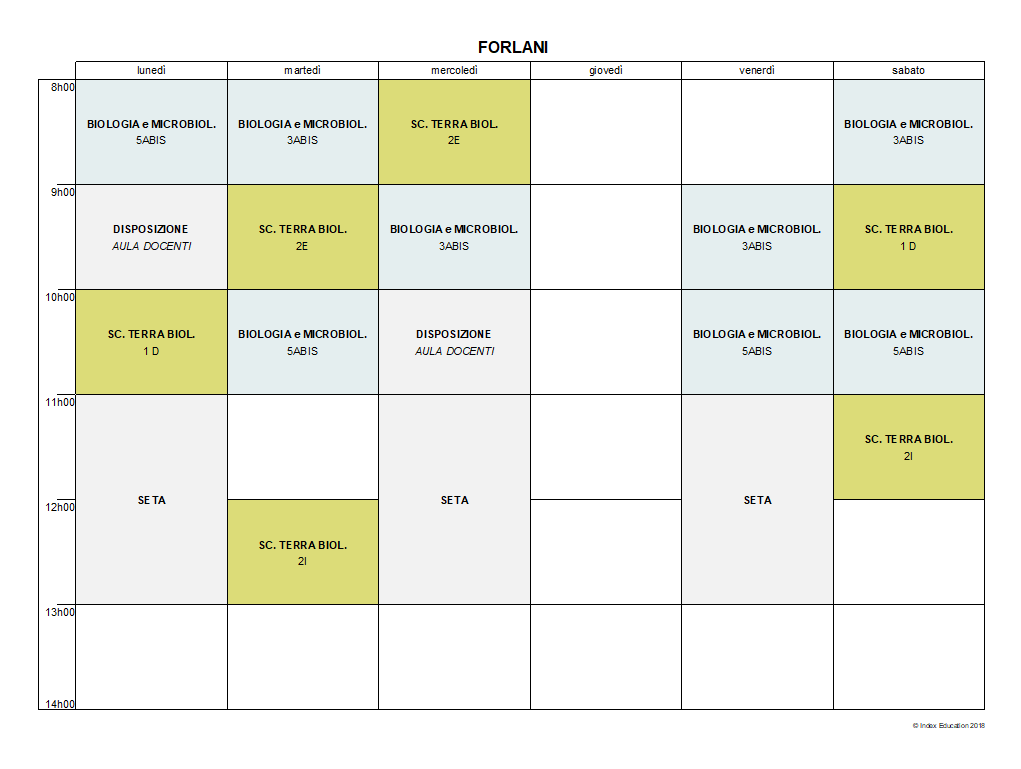 FORLANI
lunedì martedì mercoledì giovedì venerdì sabato
8h00
BIOLOGIA e MICROBIOL. BIOLOGIA e MICROBIOL. SC. TERRA BIOL. BIOLOGIA e MICROBIOL.
5ABIS 3ABIS 2E 3ABIS
9h00
DISPOSIZIONE SC. TERRA BIOL. BIOLOGIA e MICROBIOL. BIOLOGIA e MICROBIOL. SC. TERRA BIOL.
AULA DOCENTI 2E 3ABIS 3ABIS 1 D
10h00
SC. TERRA BIOL. BIOLOGIA e MICROBIOL. DISPOSIZIONE BIOLOGIA e MICROBIOL. BIOLOGIA e MICROBIOL.
1 D 5ABIS AULA DOCENTI 5ABIS 5ABIS
11h00
SC. TERRA BIOL.
2I
SETA SETA SETA
12h00
SC. TERRA BIOL.
2I
13h00
14h00
© Index Education 2018